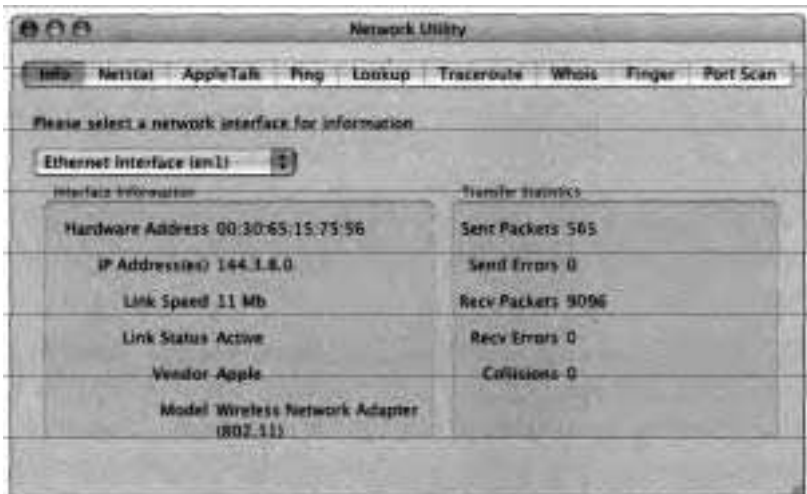 Network Utility
Info Netstat AppleTalk Ping Lookup Traceroute Whois Finger Port Scan
Please select a network interface for information
Ethernet Interface (en1)
Interface Information
Hardware Address 00:30:65:15:75:56
IP Address(es) 144.3.8.0
Link Speed 11 Mb
Link Status Active
Vendor Apple
Model Wireless Network Adapter
(802.11)
Transfer Statistics
Sent Packets 565
Send Errors 0
Recv Packets 9096
Recv Errors 0
Collisions 0